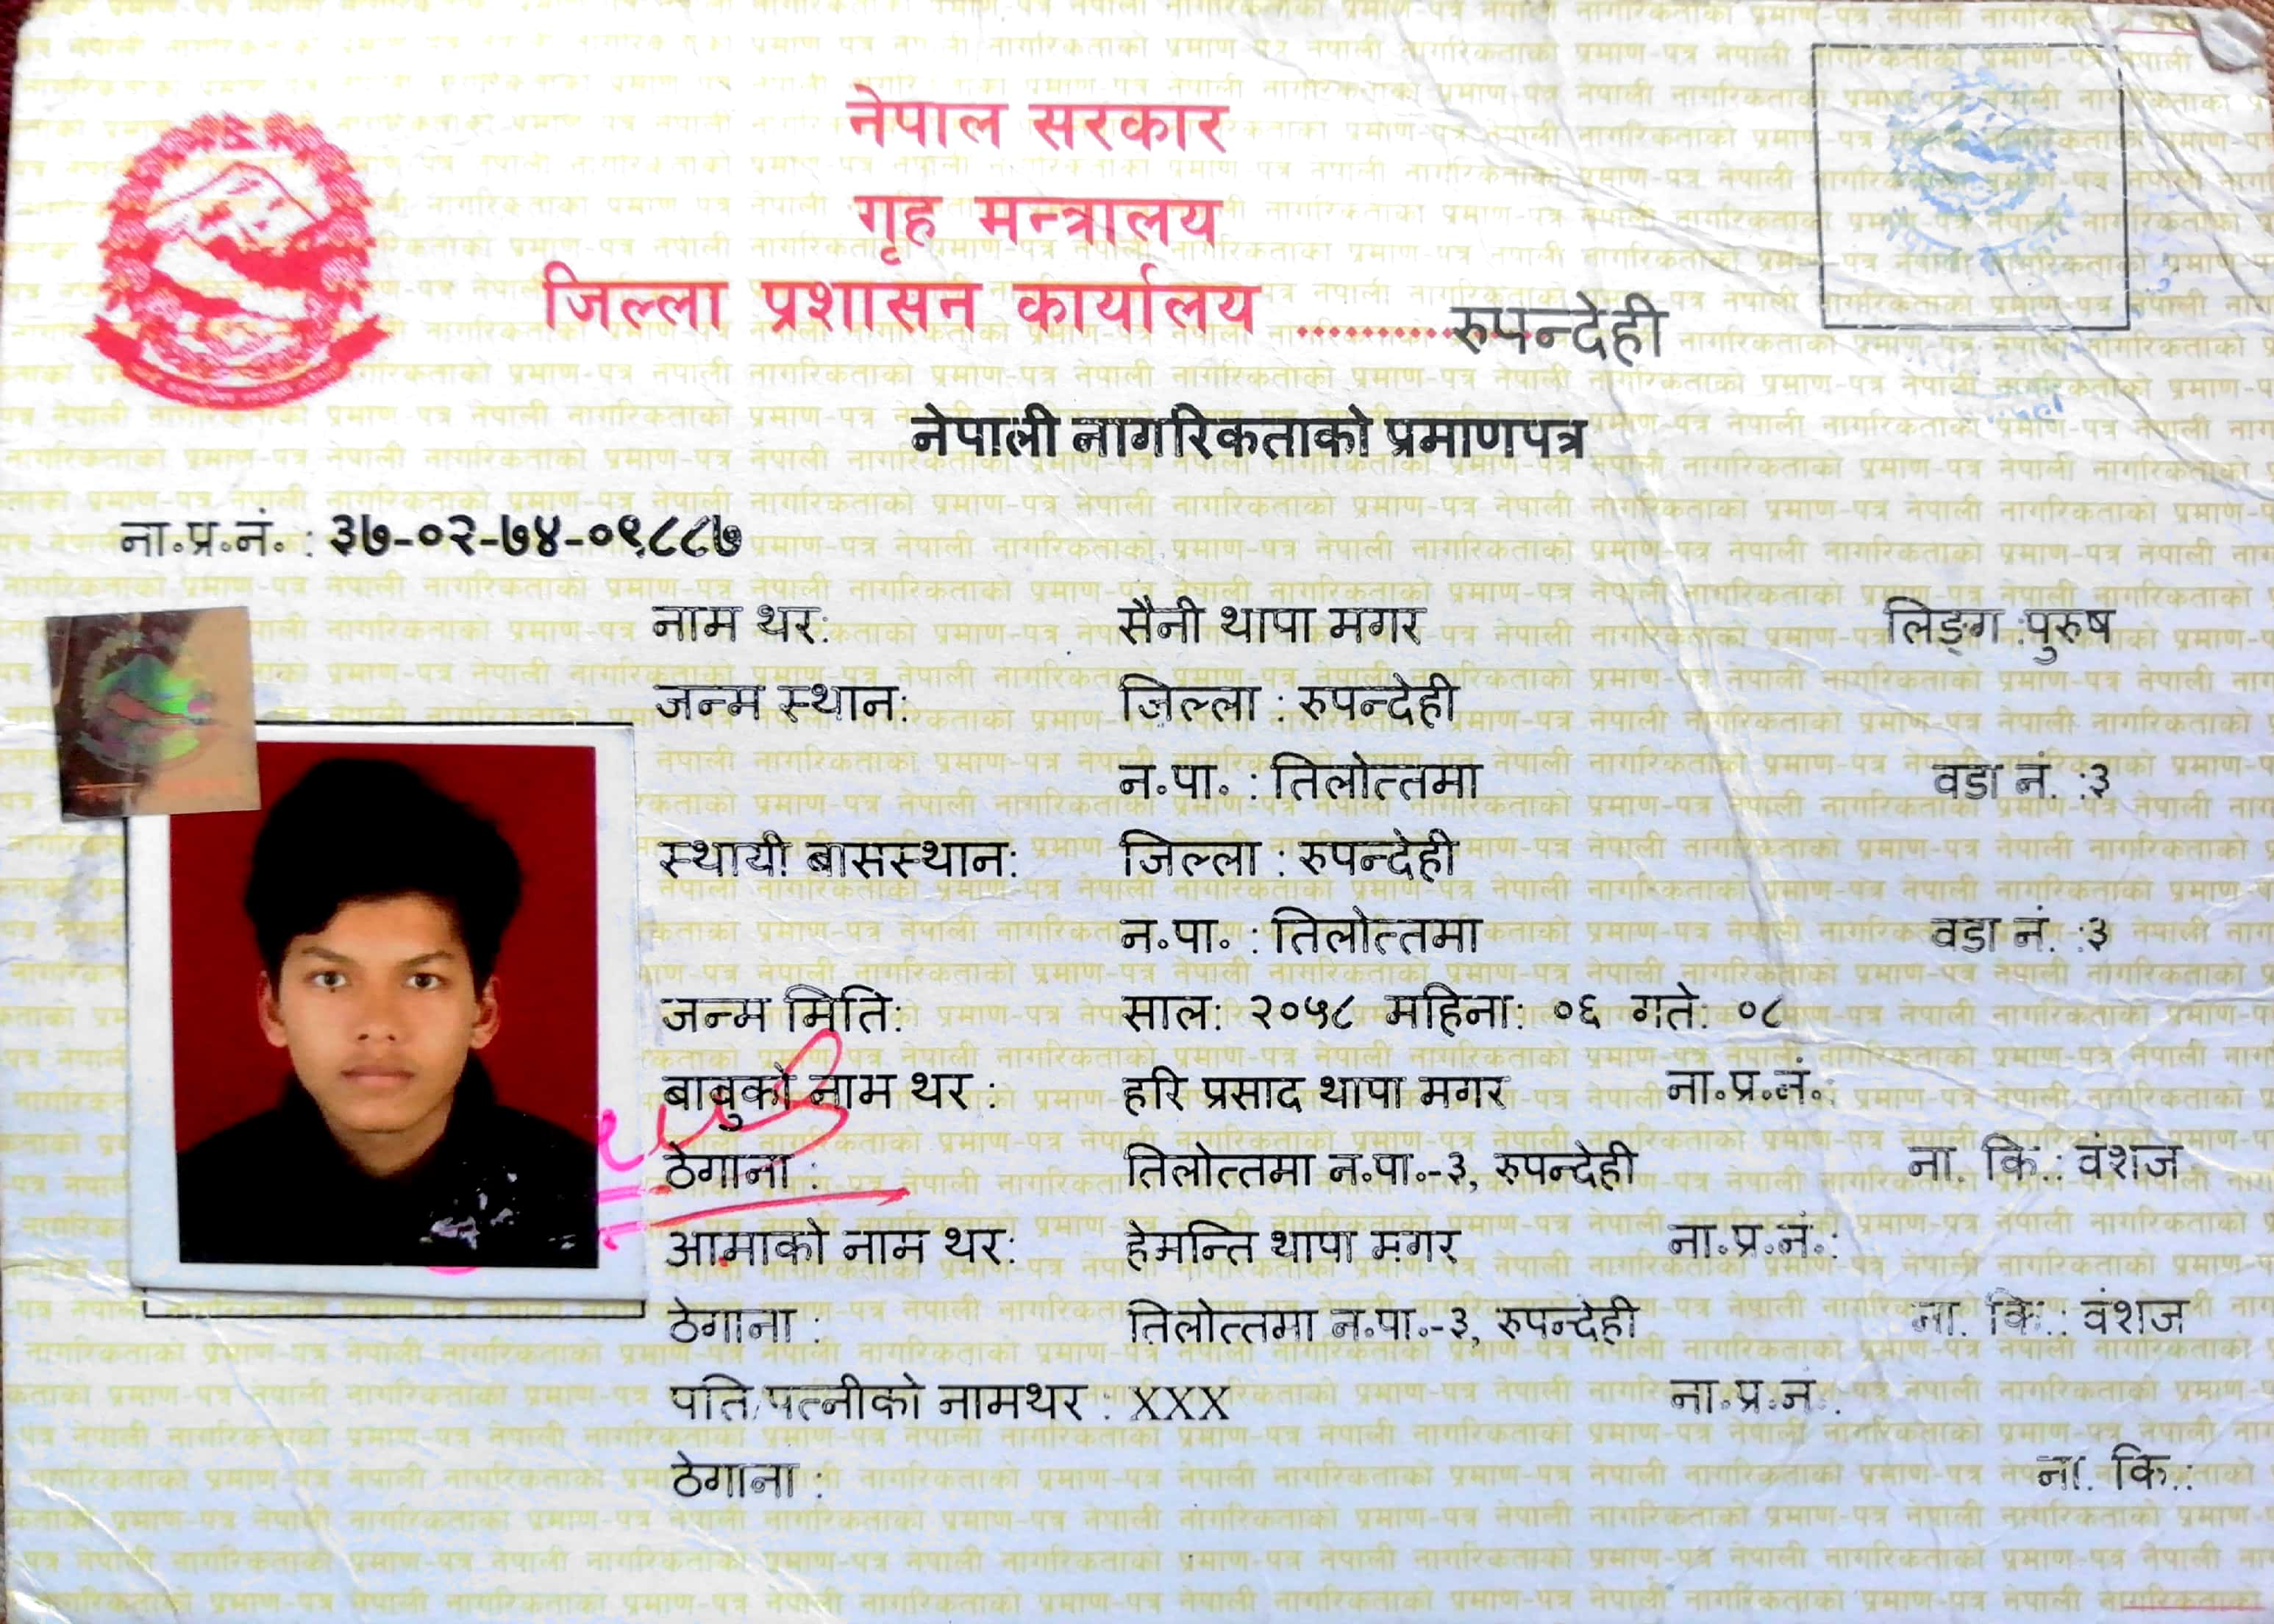 नेपाल सरकार
गृह मन्त्रालय
जिल्ला प्रशासन कार्यालय ..........रुपन्देही
नेपाली नागरिकताको प्रमाणपत्र
ना.प्र.नं. : ३७-०२-७४-०९८८७
नाम थर: सैनी थापा मगर लिङ्ग :पुरुष
जन्म स्थान: जिल्ला : रुपन्देही
न.पा. : तिलोत्तमा वडा नं. :३
स्थायी बासस्थान: जिल्ला : रुपन्देही
न.पा. : तिलोत्तमा वडा नं. :३
जन्म मिति: साल: २०५८ महिना: ०६ गते: ०८
बाबुको नाम थर : हरि प्रसाद थापा मगर ना.प्र.नं.:
ठेगाना : तिलोत्तमा न.पा.-३, रुपन्देही ना. कि.: वंशज
आमाको नाम थर: हेमन्ति थापा मगर ना.प्र.नं.:
ठेगाना : तिलोत्तमा न.पा.-३, रुपन्देही ना. कि.: वंशज
पति/पत्नीको नामथर : XXX ना.प्र.नं.
ठेगाना : ना. कि.: